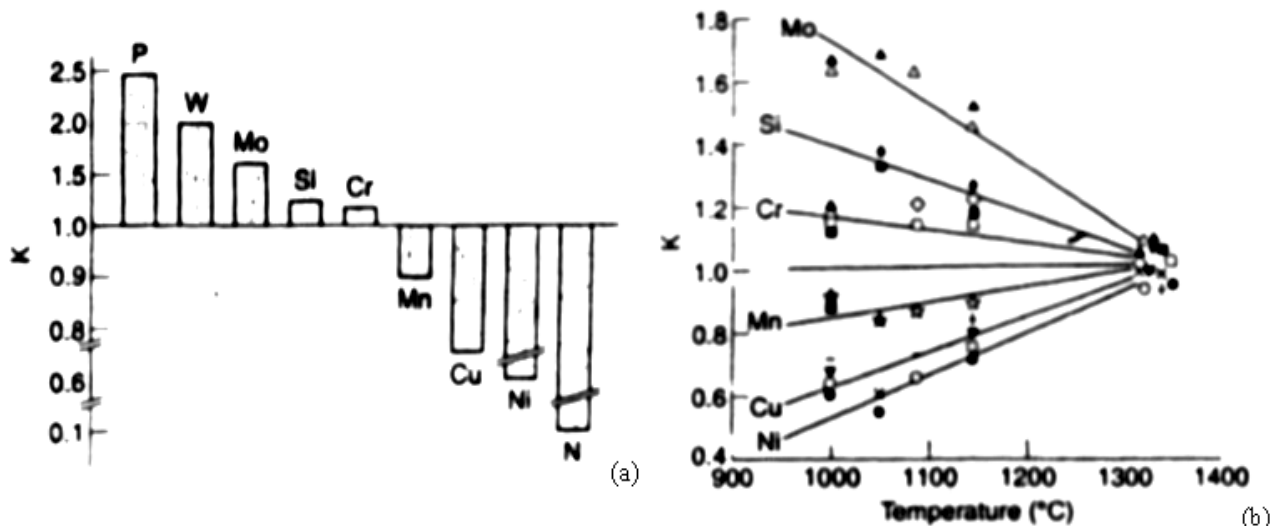 P
W
Mo
Si
Cr
Mn
Cu
Ni
N
2.5
2.0
1.5
1.0
0.9
0.8
0.6
0.1
K
(a)
1.8
1.6
1.4
1.2
1.0
0.8
0.6
0.4
K
Mo
Si
Cr
Mn
Cu
Ni
900 1000 1100 1200 1300 1400
Temperature (°C)
(b)